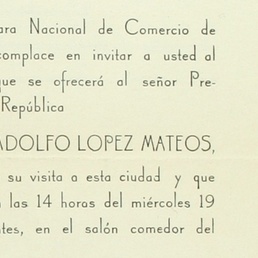 ara Nacional de Comercio de
complace en invitar a usted al
que se ofrecerá al señor Pre-
República
ADOLFO LOPEZ MATEOS,
su visita a esta ciudad y que
las 14 horas del miércoles 19
tes, en el salón comedor del